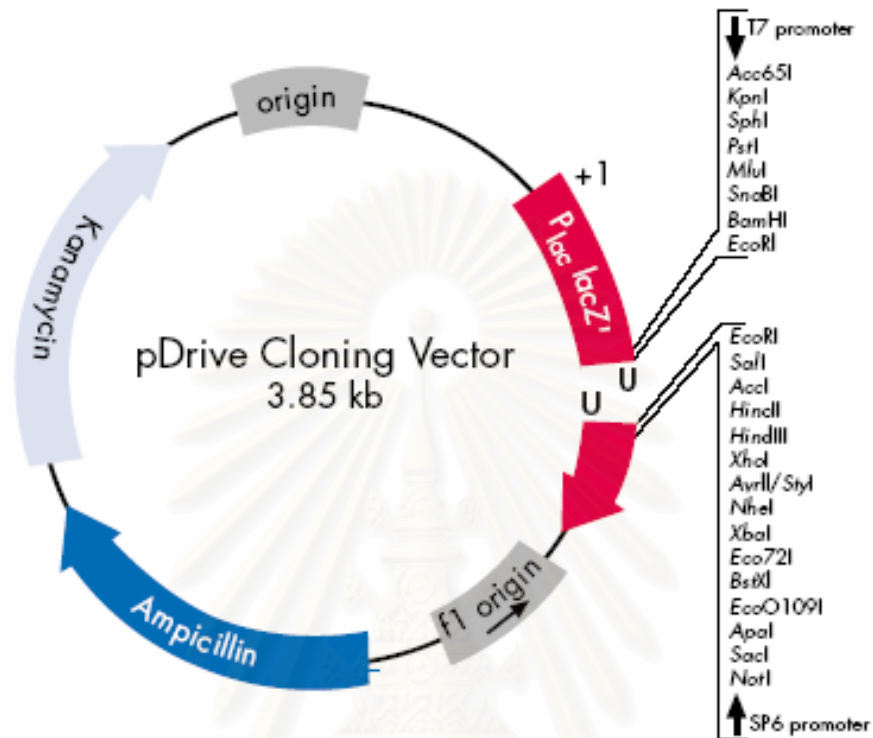 T7 promoter
Acc65I
KpnI
SphI
PstI
MluI
SnaBI
BamHI
EcoRI
origin
+1
Plac lacZ'
Kanamycin
pDrive Cloning Vector
3.85 kb
U
U
EcoRI
SalI
AccI
HincII
HindIII
XhoI
AvrII/StyI
NheI
XbaI
Eco72I
BstXI
EcoO109I
ApaI
SacI
NotI
SP6 promoter
f1 origin
Ampicillin